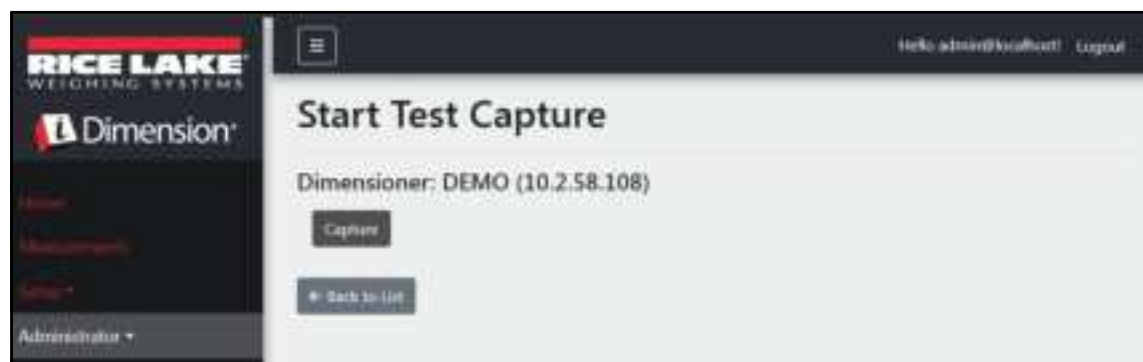 RICE LAKE
WEIGHING SYSTEMS
iDimension
Home
Measurements
Setup
Administrator
Hello admin@localhost! Logout
Start Test Capture
Dimensioner: DEMO (10.2.58.108)
Capture
← Back to List